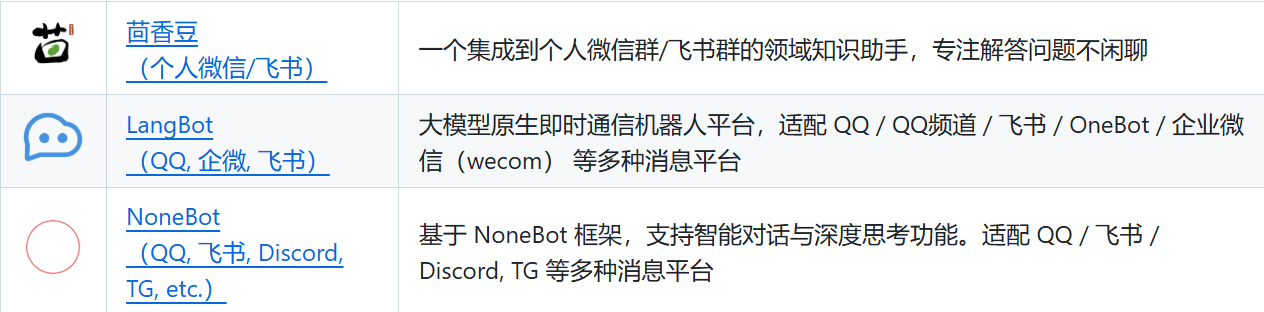 茴
茴香豆
（个人微信/飞书）
一个集成到个人微信群/飞书群的领域知识助手，专注解答问题不闲聊
LangBot
（QQ, 企微, 飞书）
大模型原生即时通信机器人平台，适配 QQ / QQ频道 / 飞书 / OneBot / 企业微
信（wecom） 等多种消息平台
NoneBot
（QQ, 飞书, Discord,
TG, etc.）
基于 NoneBot 框架，支持智能对话与深度思考功能。适配 QQ / 飞书 /
Discord, TG 等多种消息平台